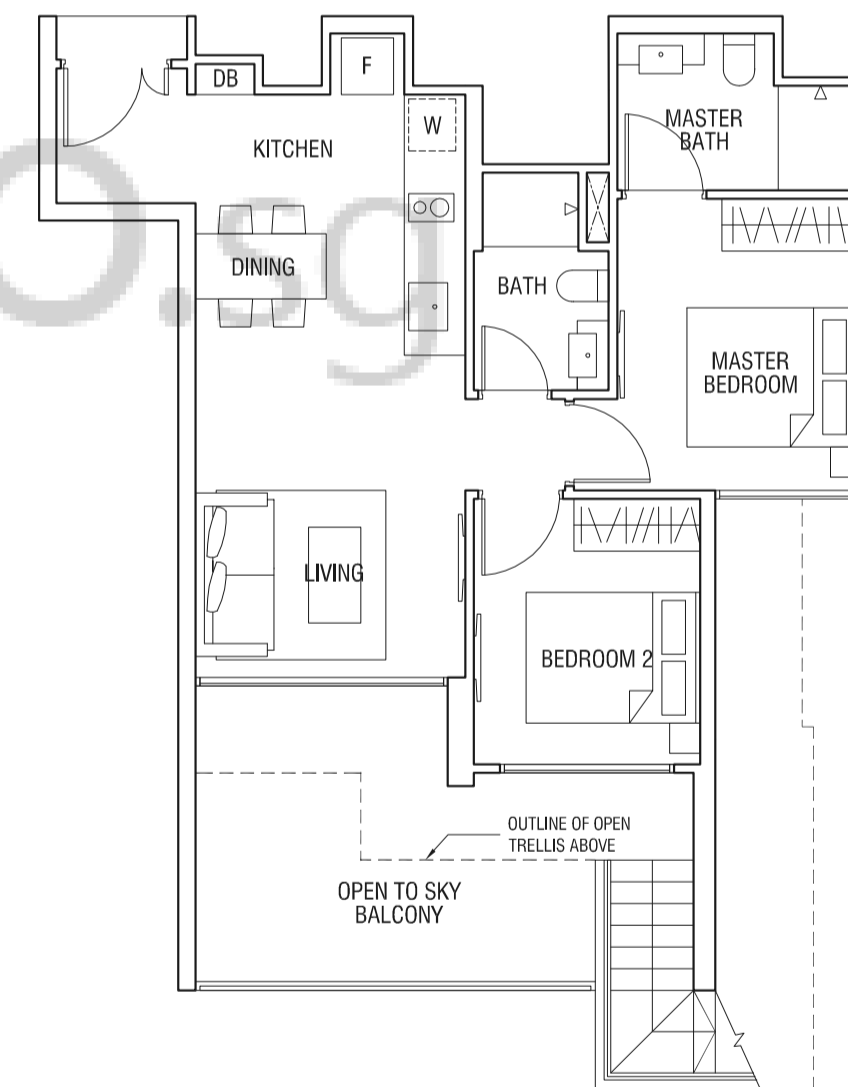 F
DB
W
KITCHEN
MASTER
BATH
o.sg
DINING
BATH
MASTER
BEDROOM
LIVING
BEDROOM 2
OUTLINE OF OPEN
TRELLIS ABOVE
OPEN TO SKY
BALCONY